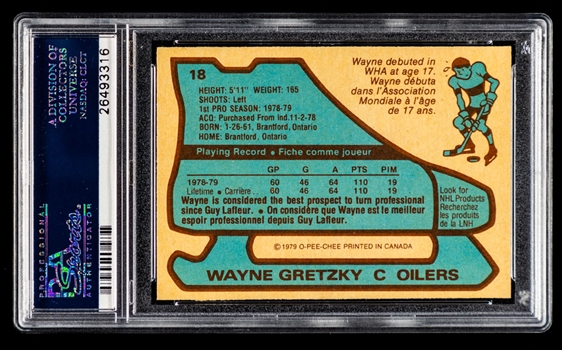 18
HEIGHT: 5'11" WEIGHT: 165
SHOOTS: Left
1st PRO SEASON: 1978-79
ACQ: Purchased From Ind.11-2-78
BORN: 1-26-61, Brantford, Ontario
HOME: Brantford, Ontario
Wayne debuted in
WHA at age 17.
Wayne débuta
dans l'Association
Mondiale à l'âge
de 17 ans.
Playing Record • Fiche comme joueur
GP G A PTS PIM
1978-79 60 46 64 110 19
Lifetime • Carrière 60 46 64 110 19
Wayne is considered the best prospect to turn professional
since Guy Lafleur. • On considère que Wayne est le meilleur
espoir professionnel depuis Guy Lafleur.
Look for
NHL Products
Recherchez
les produits
de la LNH
©1979 O-PEE-CHEE PRINTED IN CANADA
WAYNE GRETZKY C OILERS
A DIVISION OF
COLLECTORS
UNIVERSE
NASDAQ: CLCT
26493316
PROFESSIONAL
Sports
AUTHENTICATOR